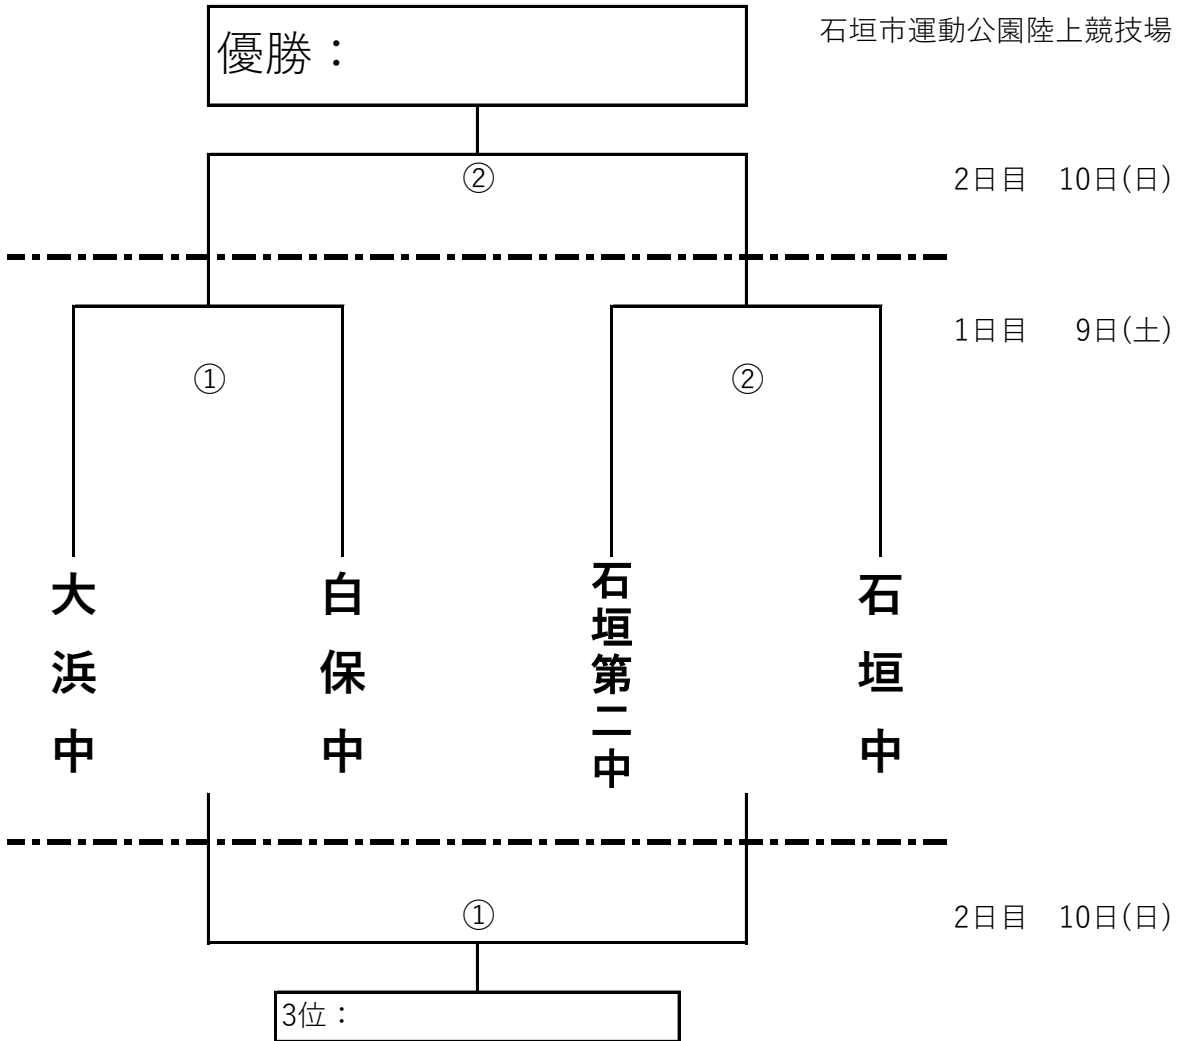 石垣市運動公園陸上競技場
優勝：
②
2日目　10日(日)
1日目　9日(土)
①
②
大浜中
白保中
石垣第二中
石垣中
①
2日目　10日(日)
3位：